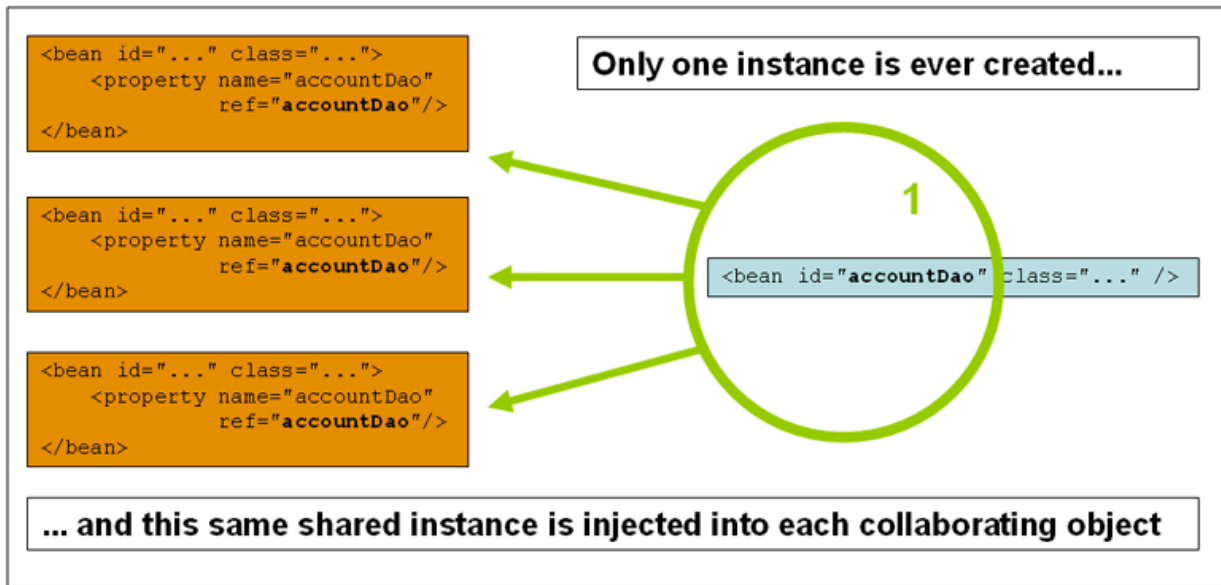 <bean id="..." class="...">
<property name="accountDao"
ref="accountDao"/>
</bean>
Only one instance is ever created...
<bean id="..." class="...">
<property name="accountDao"
ref="accountDao"/>
</bean>
1
<bean id="accountDao" class="..." />
<bean id="..." class="...">
<property name="accountDao"
ref="accountDao"/>
</bean>
... and this same shared instance is injected into each collaborating object